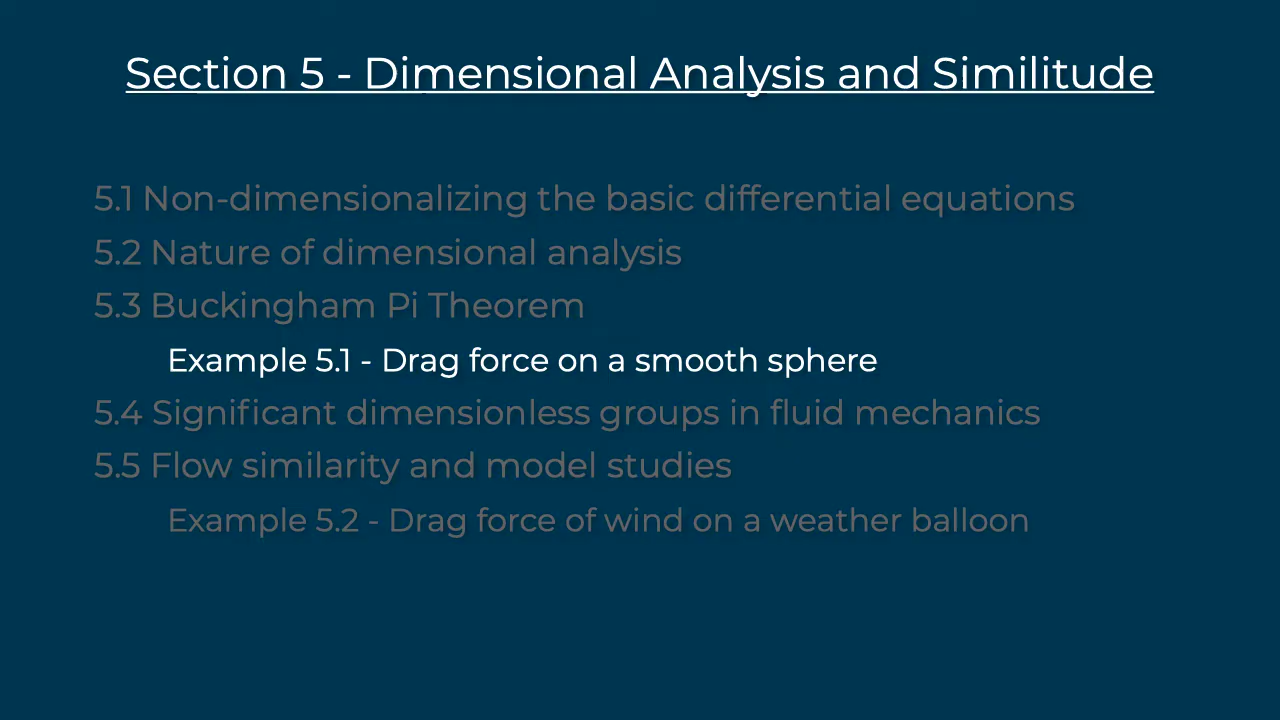 Section 5 - Dimensional Analysis and Similitude
5.1 Non-dimensionalizing the basic differential equations
5.2 Nature of dimensional analysis
5.3 Buckingham Pi Theorem
Example 5.1 - Drag force on a smooth sphere
5.4 Significant dimensionless groups in fluid mechanics
5.5 Flow similarity and model studies
Example 5.2 - Drag force of wind on a weather balloon